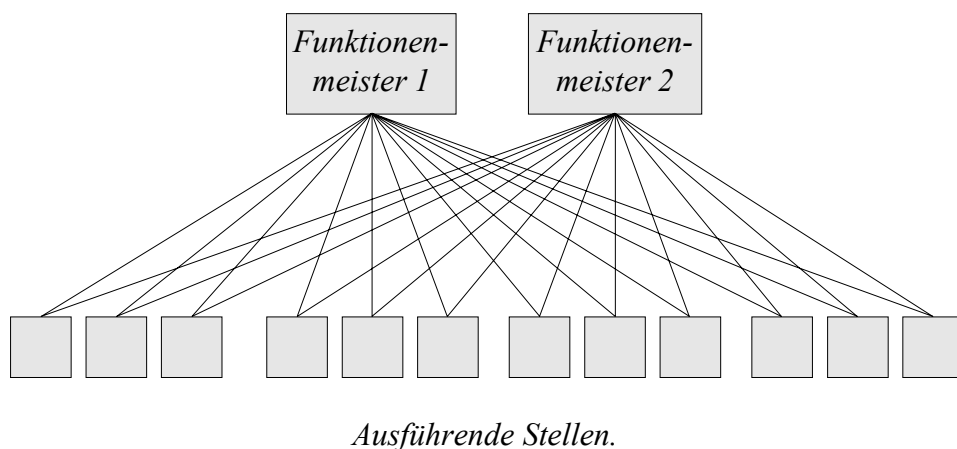 Funktionen-
meister 1
Funktionen-
meister 2
Ausführende Stellen.